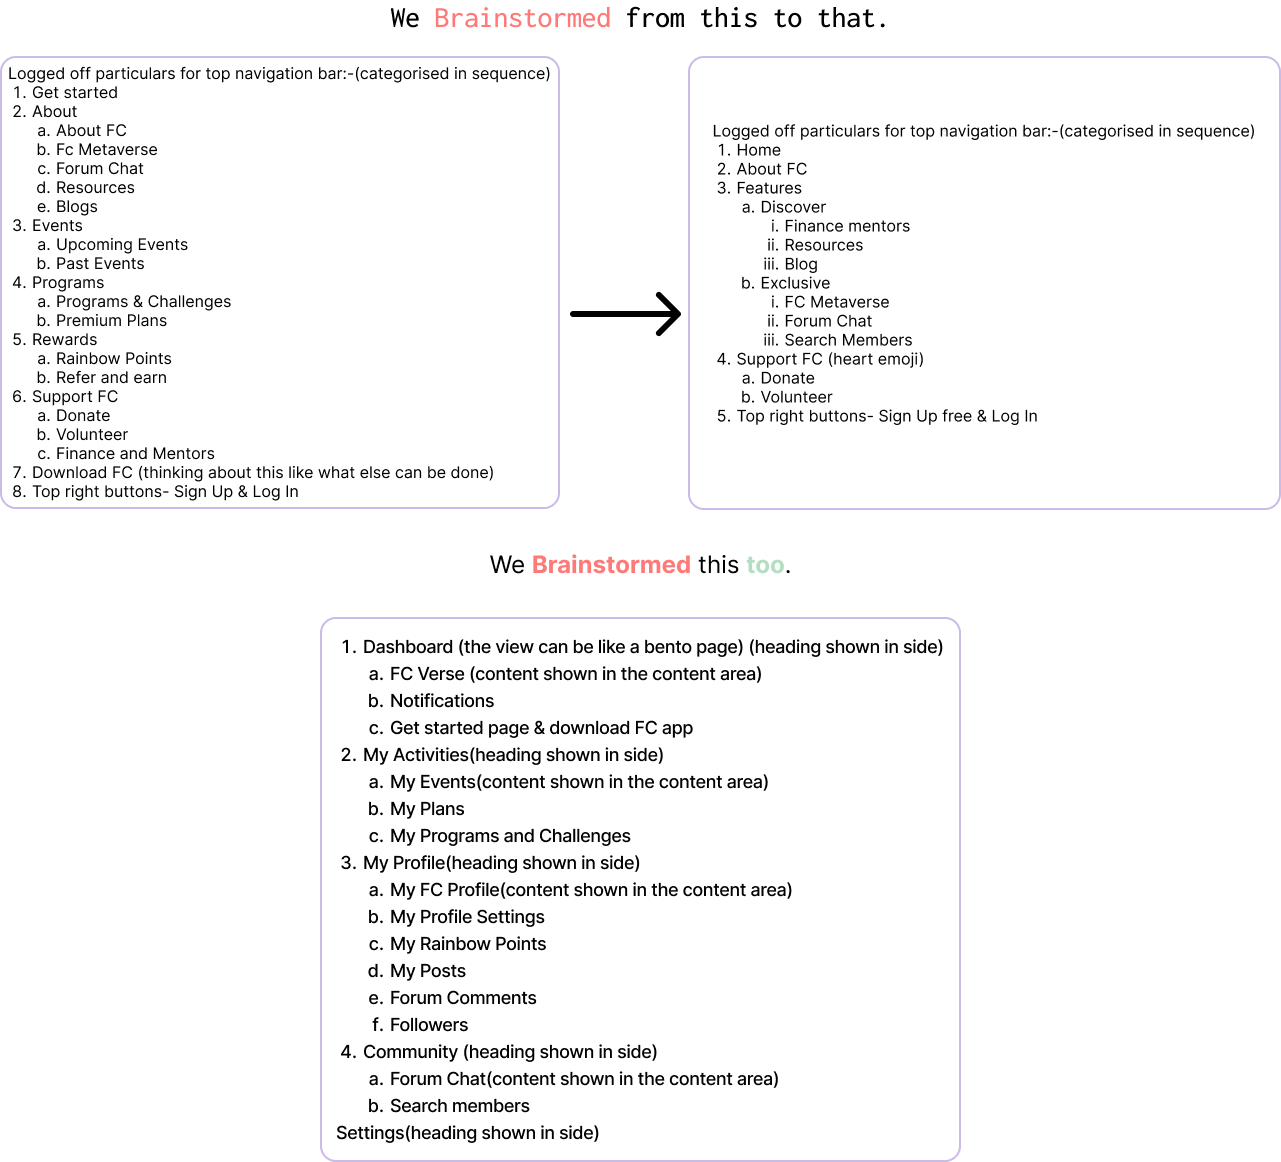 We Brainstormed from this to that.
Logged off particulars for top navigation bar:-(categorised in sequence)
1. Get started
2. About
a. About FC
b. Fc Metaverse
c. Forum Chat
d. Resources
e. Blogs
3. Events
a. Upcoming Events
b. Past Events
4. Programs
a. Programs & Challenges
b. Premium Plans
5. Rewards
a. Rainbow Points
b. Refer and earn
6. Support FC
a. Donate
b. Volunteer
c. Finance and Mentors
7. Download FC (thinking about this like what else can be done)
8. Top right buttons- Sign Up & Log In
Logged off particulars for top navigation bar:-(categorised in sequence)
1. Home
2. About FC
3. Features
a. Discover
i. Finance mentors
ii. Resources
iii. Blog
b. Exclusive
i. FC Metaverse
ii. Forum Chat
iii. Search Members
4. Support FC (heart emoji)
a. Donate
b. Volunteer
5. Top right buttons- Sign Up free & Log In
We Brainstormed this too.
1. Dashboard (the view can be like a bento page) (heading shown in side)
a. FC Verse (content shown in the content area)
b. Notifications
c. Get started page & download FC app
2. My Activities(heading shown in side)
a. My Events(content shown in the content area)
b. My Plans
c. My Programs and Challenges
3. My Profile(heading shown in side)
a. My FC Profile(content shown in the content area)
b. My Profile Settings
c. My Rainbow Points
d. My Posts
e. Forum Comments
f. Followers
4. Community (heading shown in side)
a. Forum Chat(content shown in the content area)
b. Search members
Settings(heading shown in side)